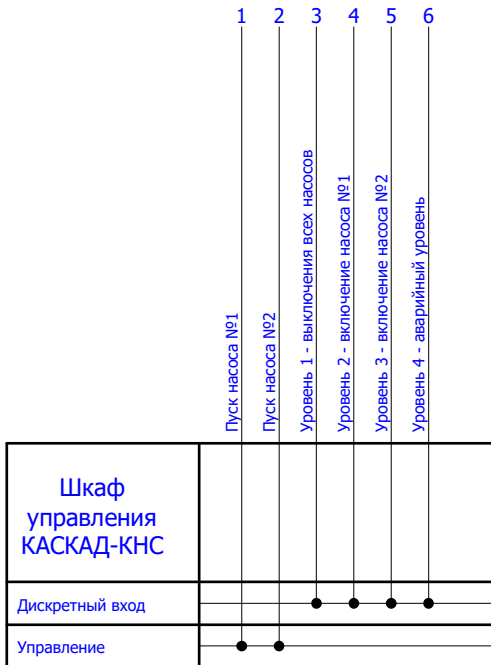 1 2 3 4 5 6
Пуск насоса №1
Пуск насоса №2
Уровень 1 - выключения всех насосов
Уровень 2 - включение насоса №1
Уровень 3 - включение насоса №2
Уровень 4 - аварийный уровень
Шкаф
управления
КАСКАД-КНС
Дискретный вход
Управление